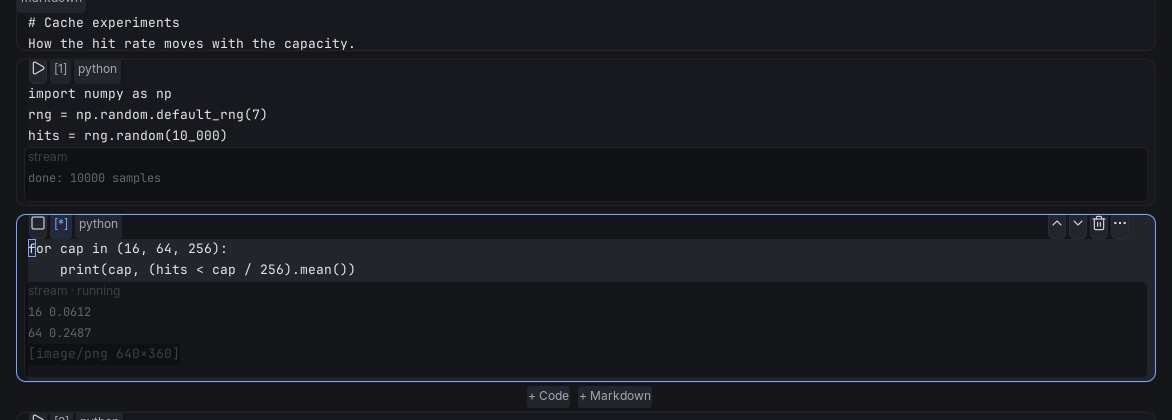 markdown
# Cache experiments
How the hit rate moves with the capacity.
[1] python
import numpy as np
rng = np.random.default_rng(7)
hits = rng.random(10_000)
stream
done: 10000 samples
[*] python
for cap in (16, 64, 256):
    print(cap, (hits < cap / 256).mean())
stream · running
16 0.0612
64 0.2487
[image/png 640×360]
+ Code + Markdown
python